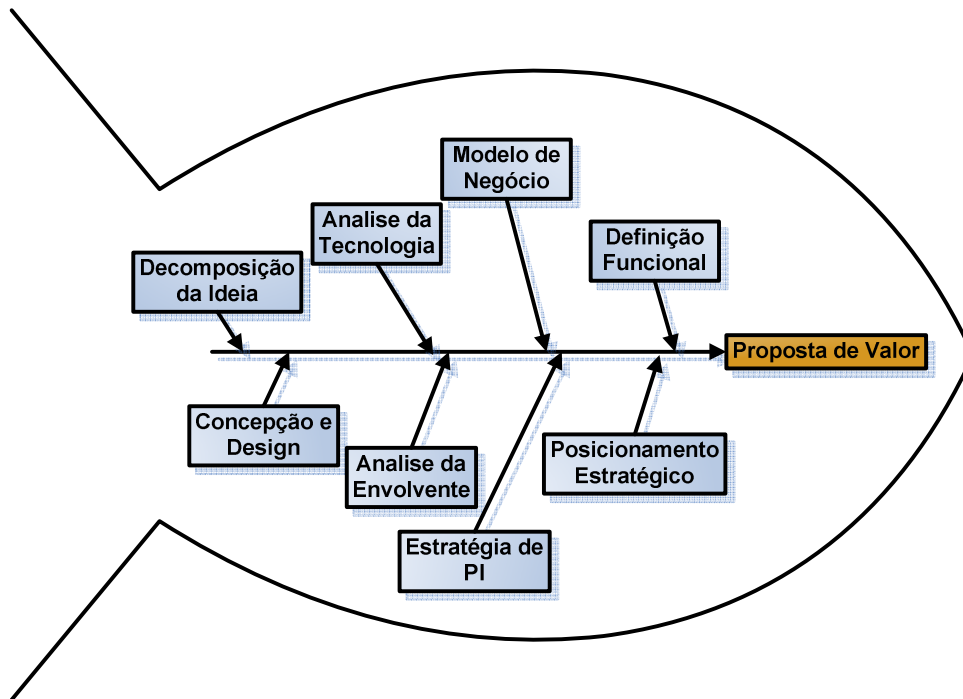 Modelo de
Negócio
Analise da
Tecnologia
Definição
Funcional
Decomposição
da Ideia
Proposta de Valor
Concepção e
Design
Analise da
Envolvente
Posicionamento
Estratégico
Estratégia de
PI